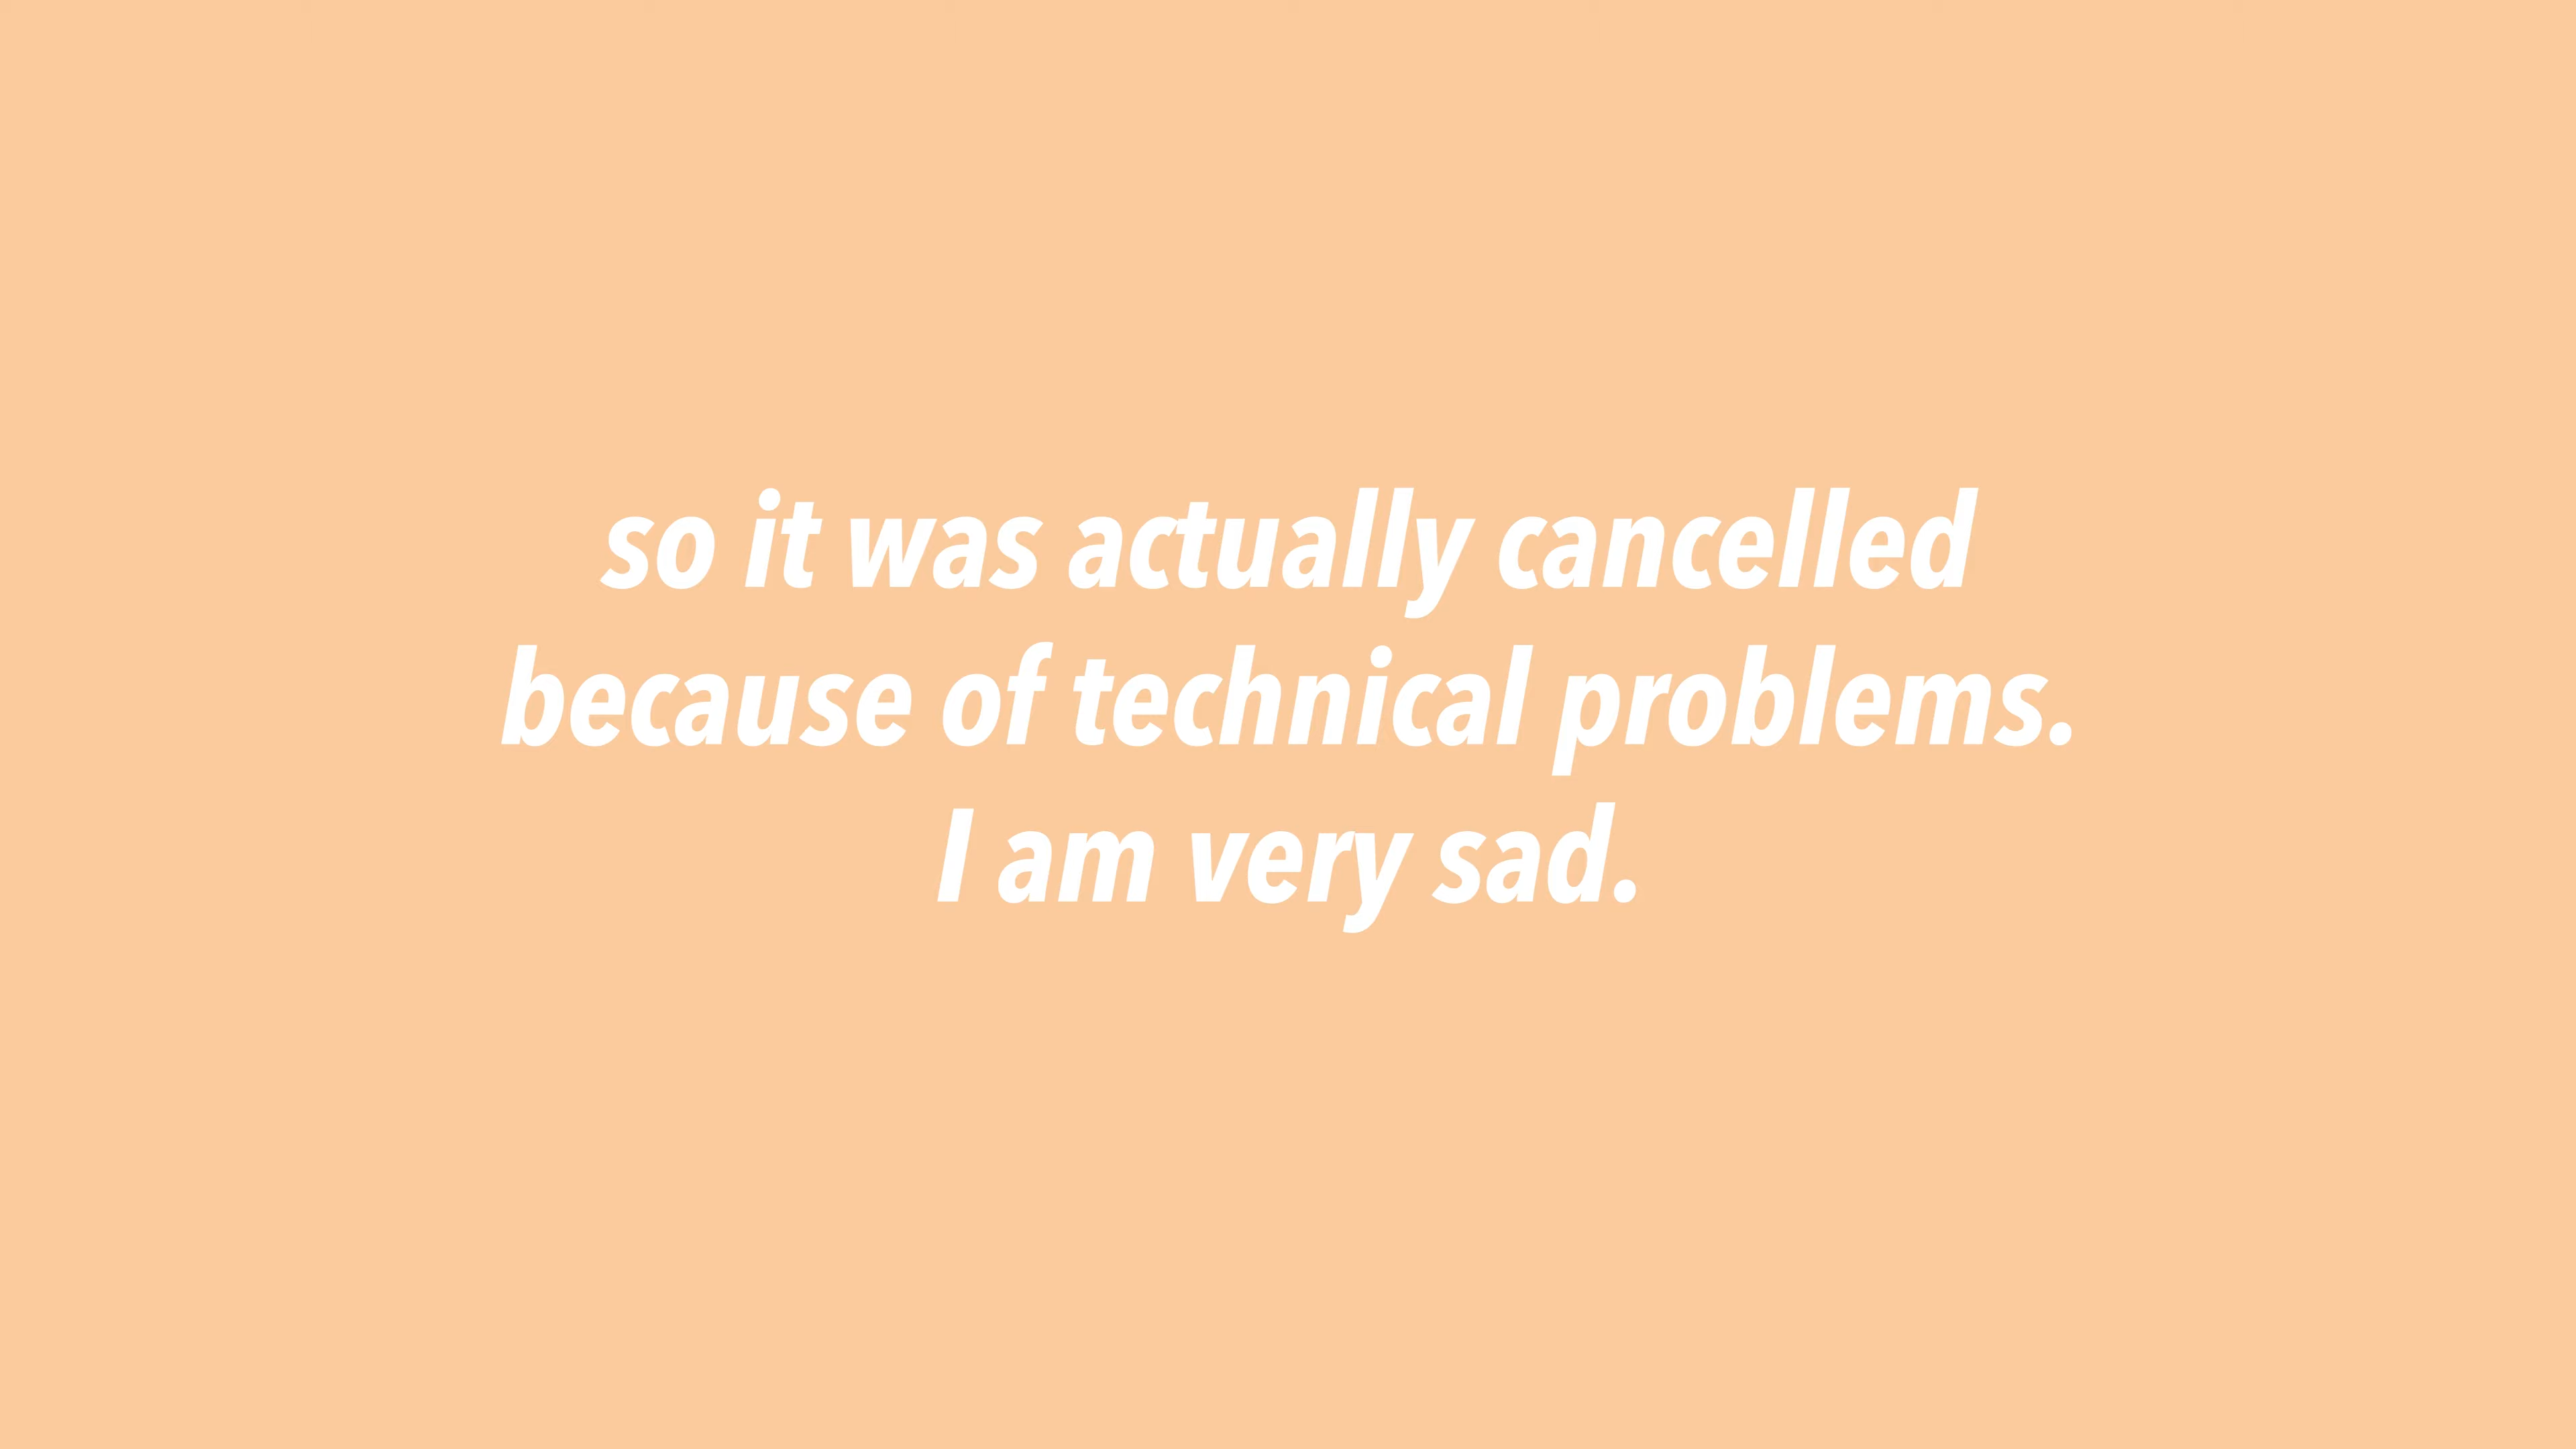 so it was actually cancelled
because of technical problems.
I am very sad.